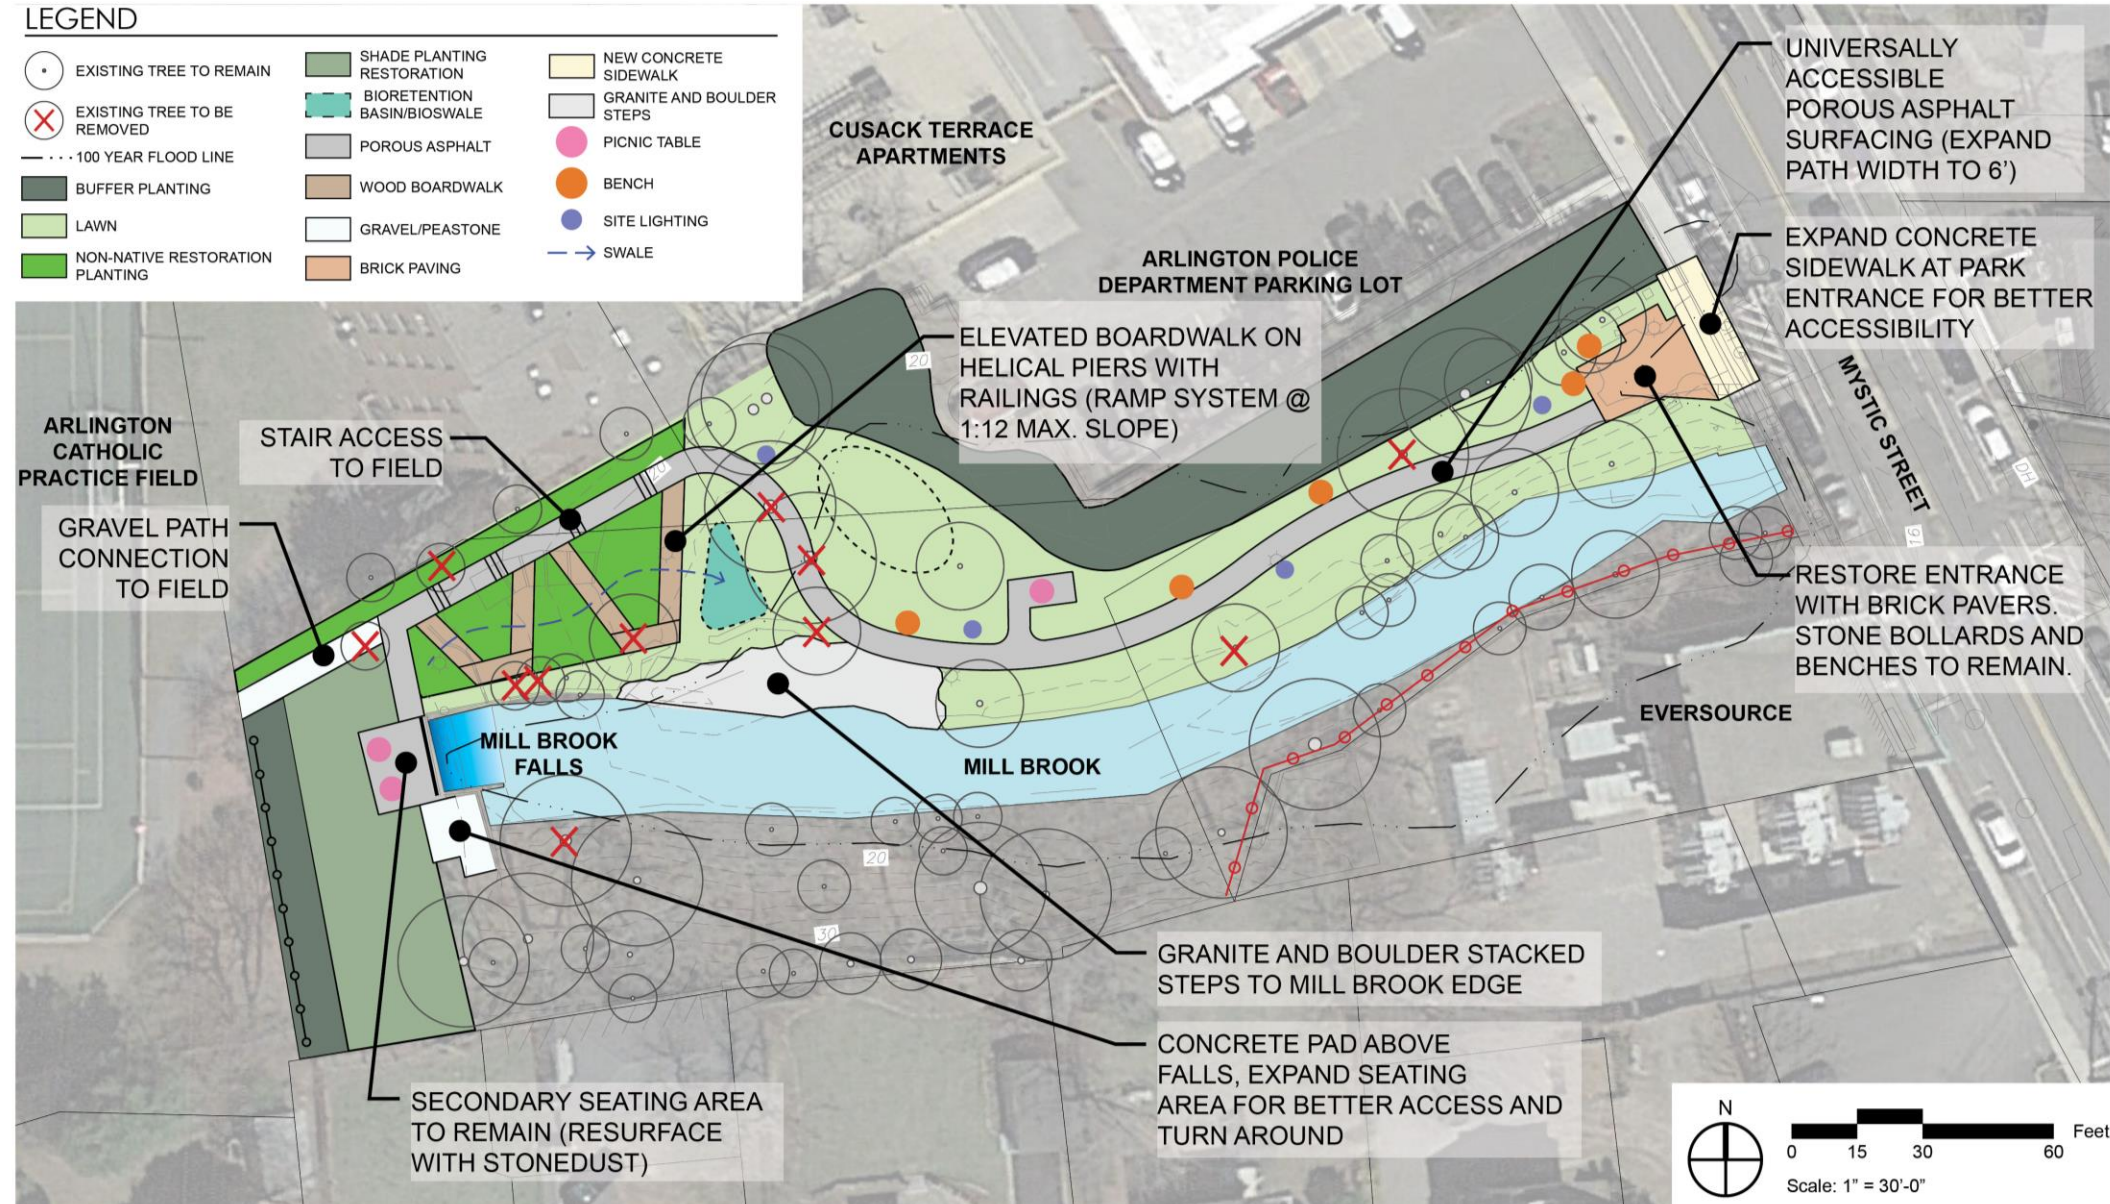 LEGEND
EXISTING TREE TO REMAIN
EXISTING TREE TO BE
REMOVED
100 YEAR FLOOD LINE
BUFFER PLANTING
LAWN
NON-NATIVE RESTORATION
PLANTING
SHADE PLANTING
RESTORATION
BIORETENTION
BASIN/BIOSWALE
POROUS ASPHALT
WOOD BOARDWALK
GRAVEL/PEASTONE
BRICK PAVING
NEW CONCRETE
SIDEWALK
GRANITE AND BOULDER
STEPS
PICNIC TABLE
BENCH
SITE LIGHTING
SWALE
CUSACK TERRACE
APARTMENTS
UNIVERSALLY
ACCESSIBLE
POROUS ASPHALT
SURFACING (EXPAND
PATH WIDTH TO 6’)
ARLINGTON POLICE
DEPARTMENT PARKING LOT
EXPAND CONCRETE
SIDEWALK AT PARK
ENTRANCE FOR BETTER
ACCESSIBILITY
ELEVATED BOARDWALK ON
HELICAL PIERS WITH
RAILINGS (RAMP SYSTEM @
1:12 MAX. SLOPE)
20
MYSTIC STREET
ARLINGTON
CATHOLIC
PRACTICE FIELD
STAIR ACCESS
TO FIELD
20
DH
16
GRAVEL PATH
CONNECTION
TO FIELD
RESTORE ENTRANCE
WITH BRICK PAVERS.
STONE BOLLARDS AND
BENCHES TO REMAIN.
EVERSOURCE
MILL BROOK
FALLS
MILL BROOK
20
30
GRANITE AND BOULDER STACKED
STEPS TO MILL BROOK EDGE
CONCRETE PAD ABOVE
FALLS, EXPAND SEATING
AREA FOR BETTER ACCESS AND
TURN AROUND
SECONDARY SEATING AREA
TO REMAIN (RESURFACE
WITH STONEDUST)
N
Feet
0 15 30 60
Scale: 1" = 30'-0"